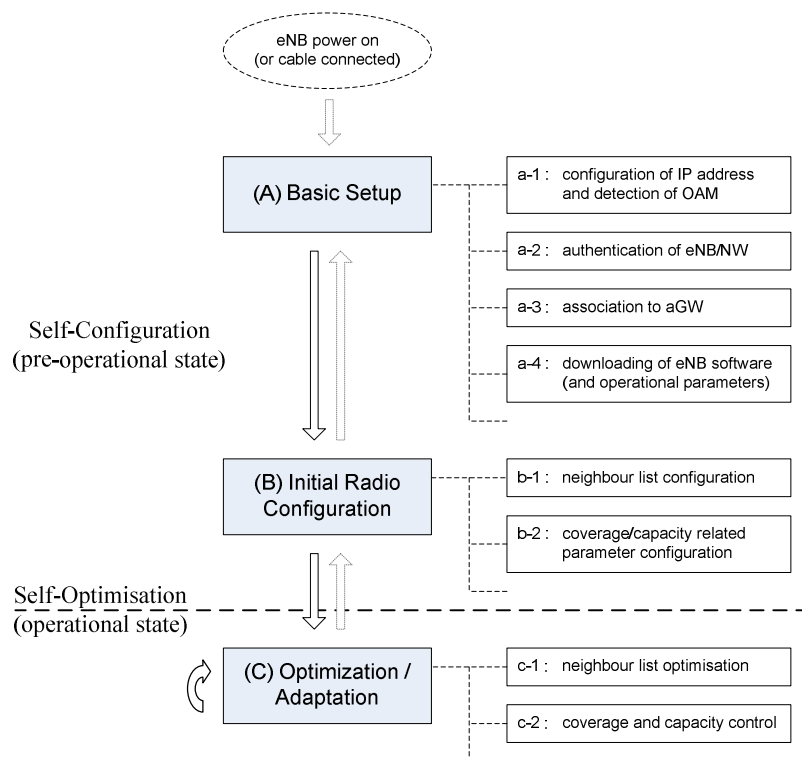 eNB power on
(or cable connected)
(A) Basic Setup
a-1 : configuration of IP address
and detection of OAM
a-2 : authentication of eNB/NW
a-3 : association to aGW
a-4 : downloading of eNB software
(and operational parameters)
Self-Configuration
(pre-operational state)
(B) Initial Radio
Configuration
b-1 : neighbour list configuration
b-2 : coverage/capacity related
parameter configuration
Self-Optimisation
(operational state)
(C) Optimization /
Adaptation
c-1 : neighbour list optimisation
c-2 : coverage and capacity control